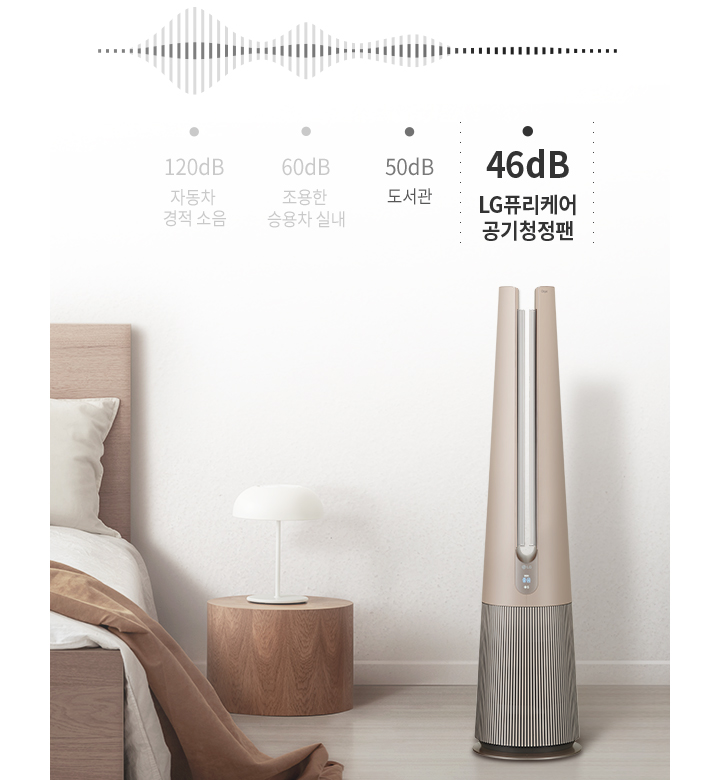 120dB
자동차
경적 소음
60dB
조용한
승용차 실내
50dB
도서관
46dB
LG퓨리케어
공기청정팬